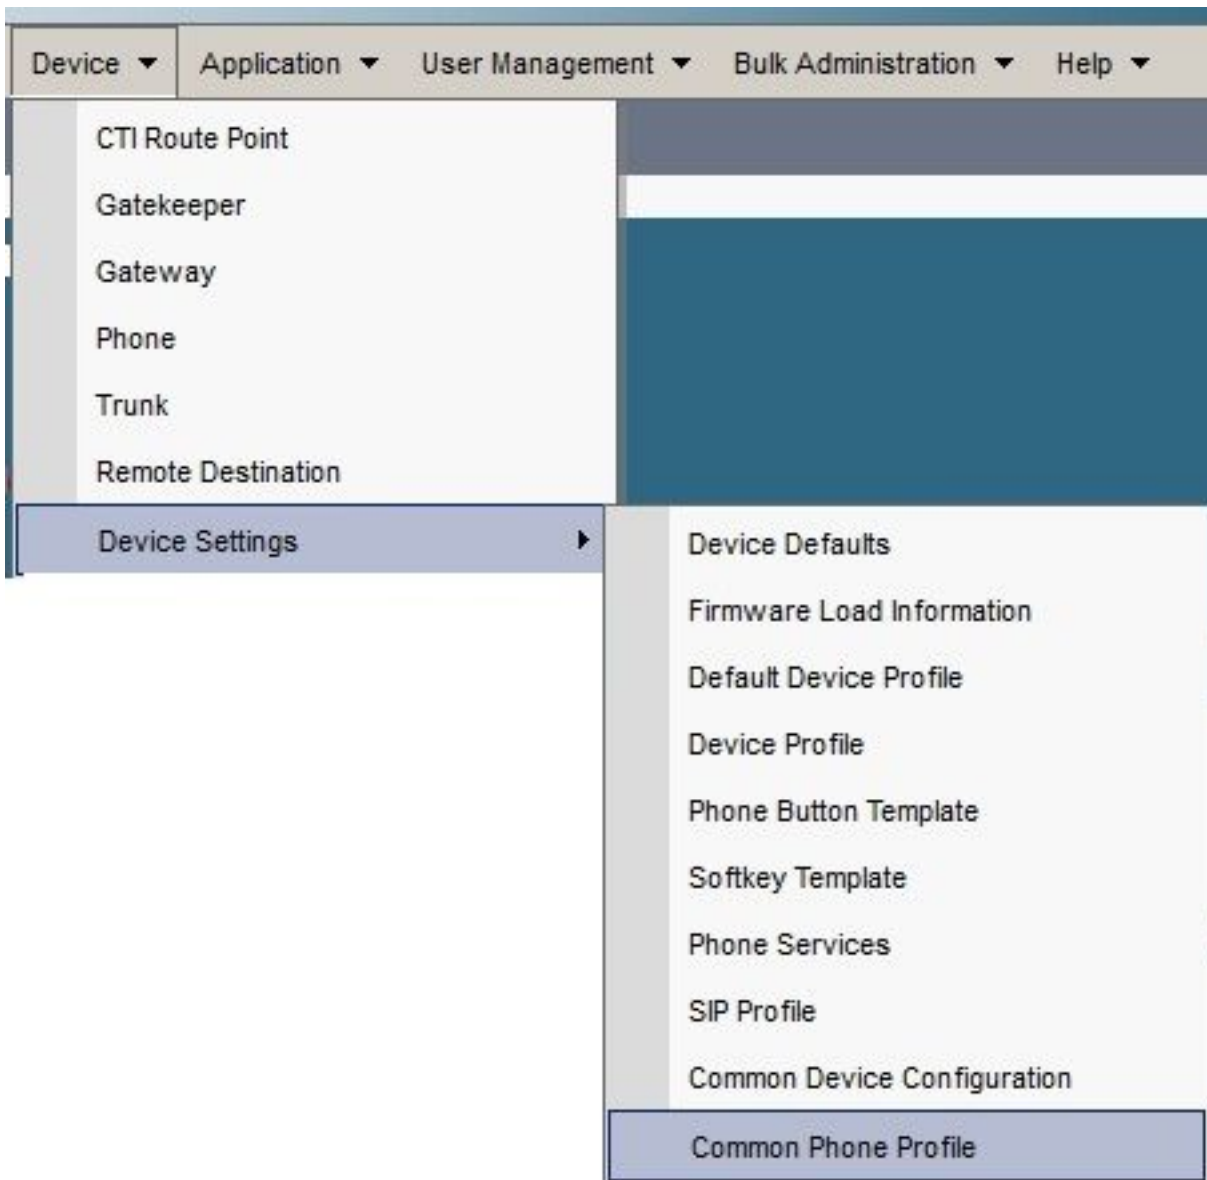 Device Application User Management Bulk Administration Help
CTI Route Point
Gatekeeper
Gateway
Phone
Trunk
Remote Destination
Device Settings
Device Defaults
Firmware Load Information
Default Device Profile
Device Profile
Phone Button Template
Softkey Template
Phone Services
SIP Profile
Common Device Configuration
Common Phone Profile